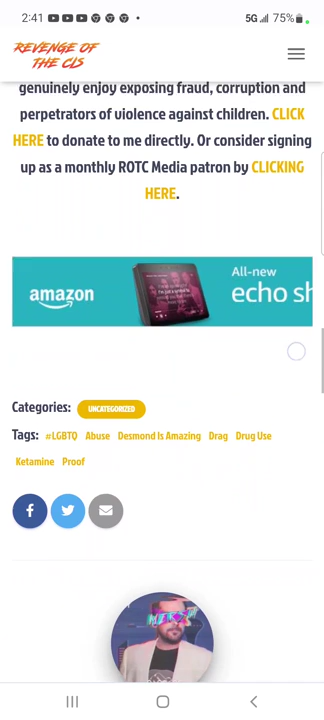 2:41
5G 75%
REVENGE OF
THE CIS
genuinely enjoy exposing fraud, corruption and
perpetrators of violence against children. CLICK
HERE to donate to me directly. Or consider signing
up as a monthly ROTC Media patron by CLICKING
HERE.
All-new
amazon echo sh
Categories: UNCATEGORIZED
Tags: #LGBTQ Abuse Desmond Is Amazing Drag Drug Use
Ketamine Proof